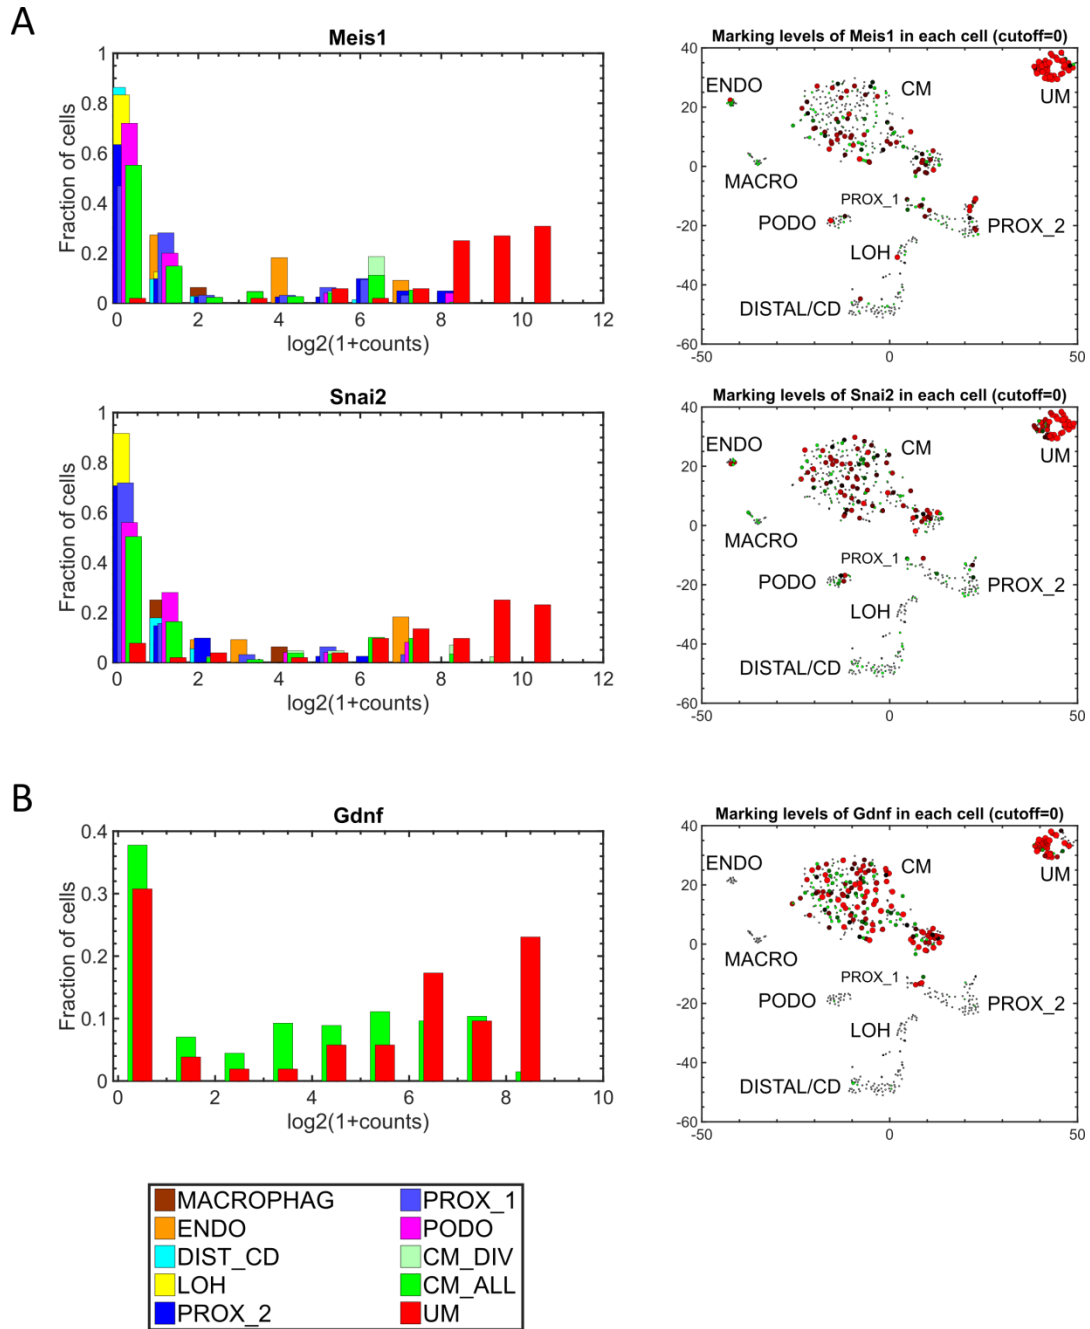 A
Meis1
Fraction of cells
1
0.8
0.6
0.4
0.2
0
0 2 4 6 8 10 12
log2(1+counts)
Marking levels of Meis1 in each cell (cutoff=0)
40
20
0
-20
-40
-60
-50 0 50
ENDO
CM
UM
MACRO
PROX_1
PODO
PROX_2
LOH
DISTAL/CD
Snai2
Fraction of cells
1
0.8
0.6
0.4
0.2
0
0 2 4 6 8 10 12
log2(1+counts)
Marking levels of Snai2 in each cell (cutoff=0)
40
20
0
-20
-40
-60
-50 0 50
ENDO
CM
UM
MACRO
PROX_1
PODO
PROX_2
LOH
DISTAL/CD
B
Gdnf
Fraction of cells
0.4
0.3
0.2
0.1
0
0 2 4 6 8 10
log2(1+counts)
Marking levels of Gdnf in each cell (cutoff=0)
40
20
0
-20
-40
-60
-50 0 50
ENDO
CM
UM
MACRO
PROX_1
PODO
PROX_2
LOH
DISTAL/CD
MACROPHAG
ENDO
DIST_CD
LOH
PROX_2
PROX_1
PODO
CM_DIV
CM_ALL
UM